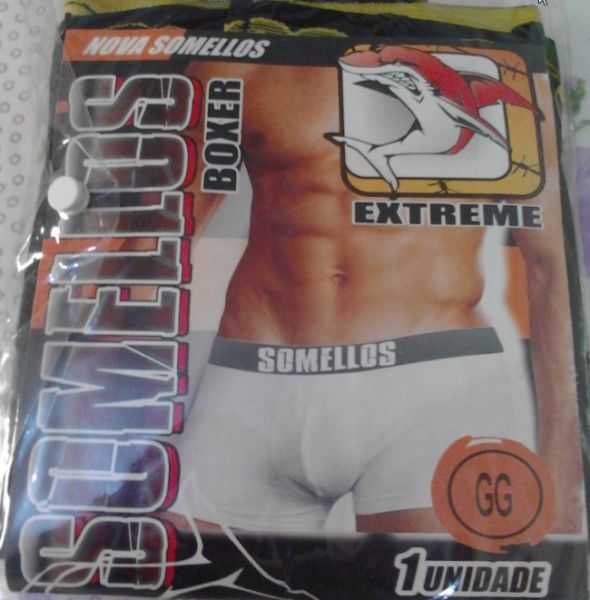 NOVA SOMELLOS
SOMELLOS
BOXER
EXTREME
SOMELLOS
GG
1 UNIDADE